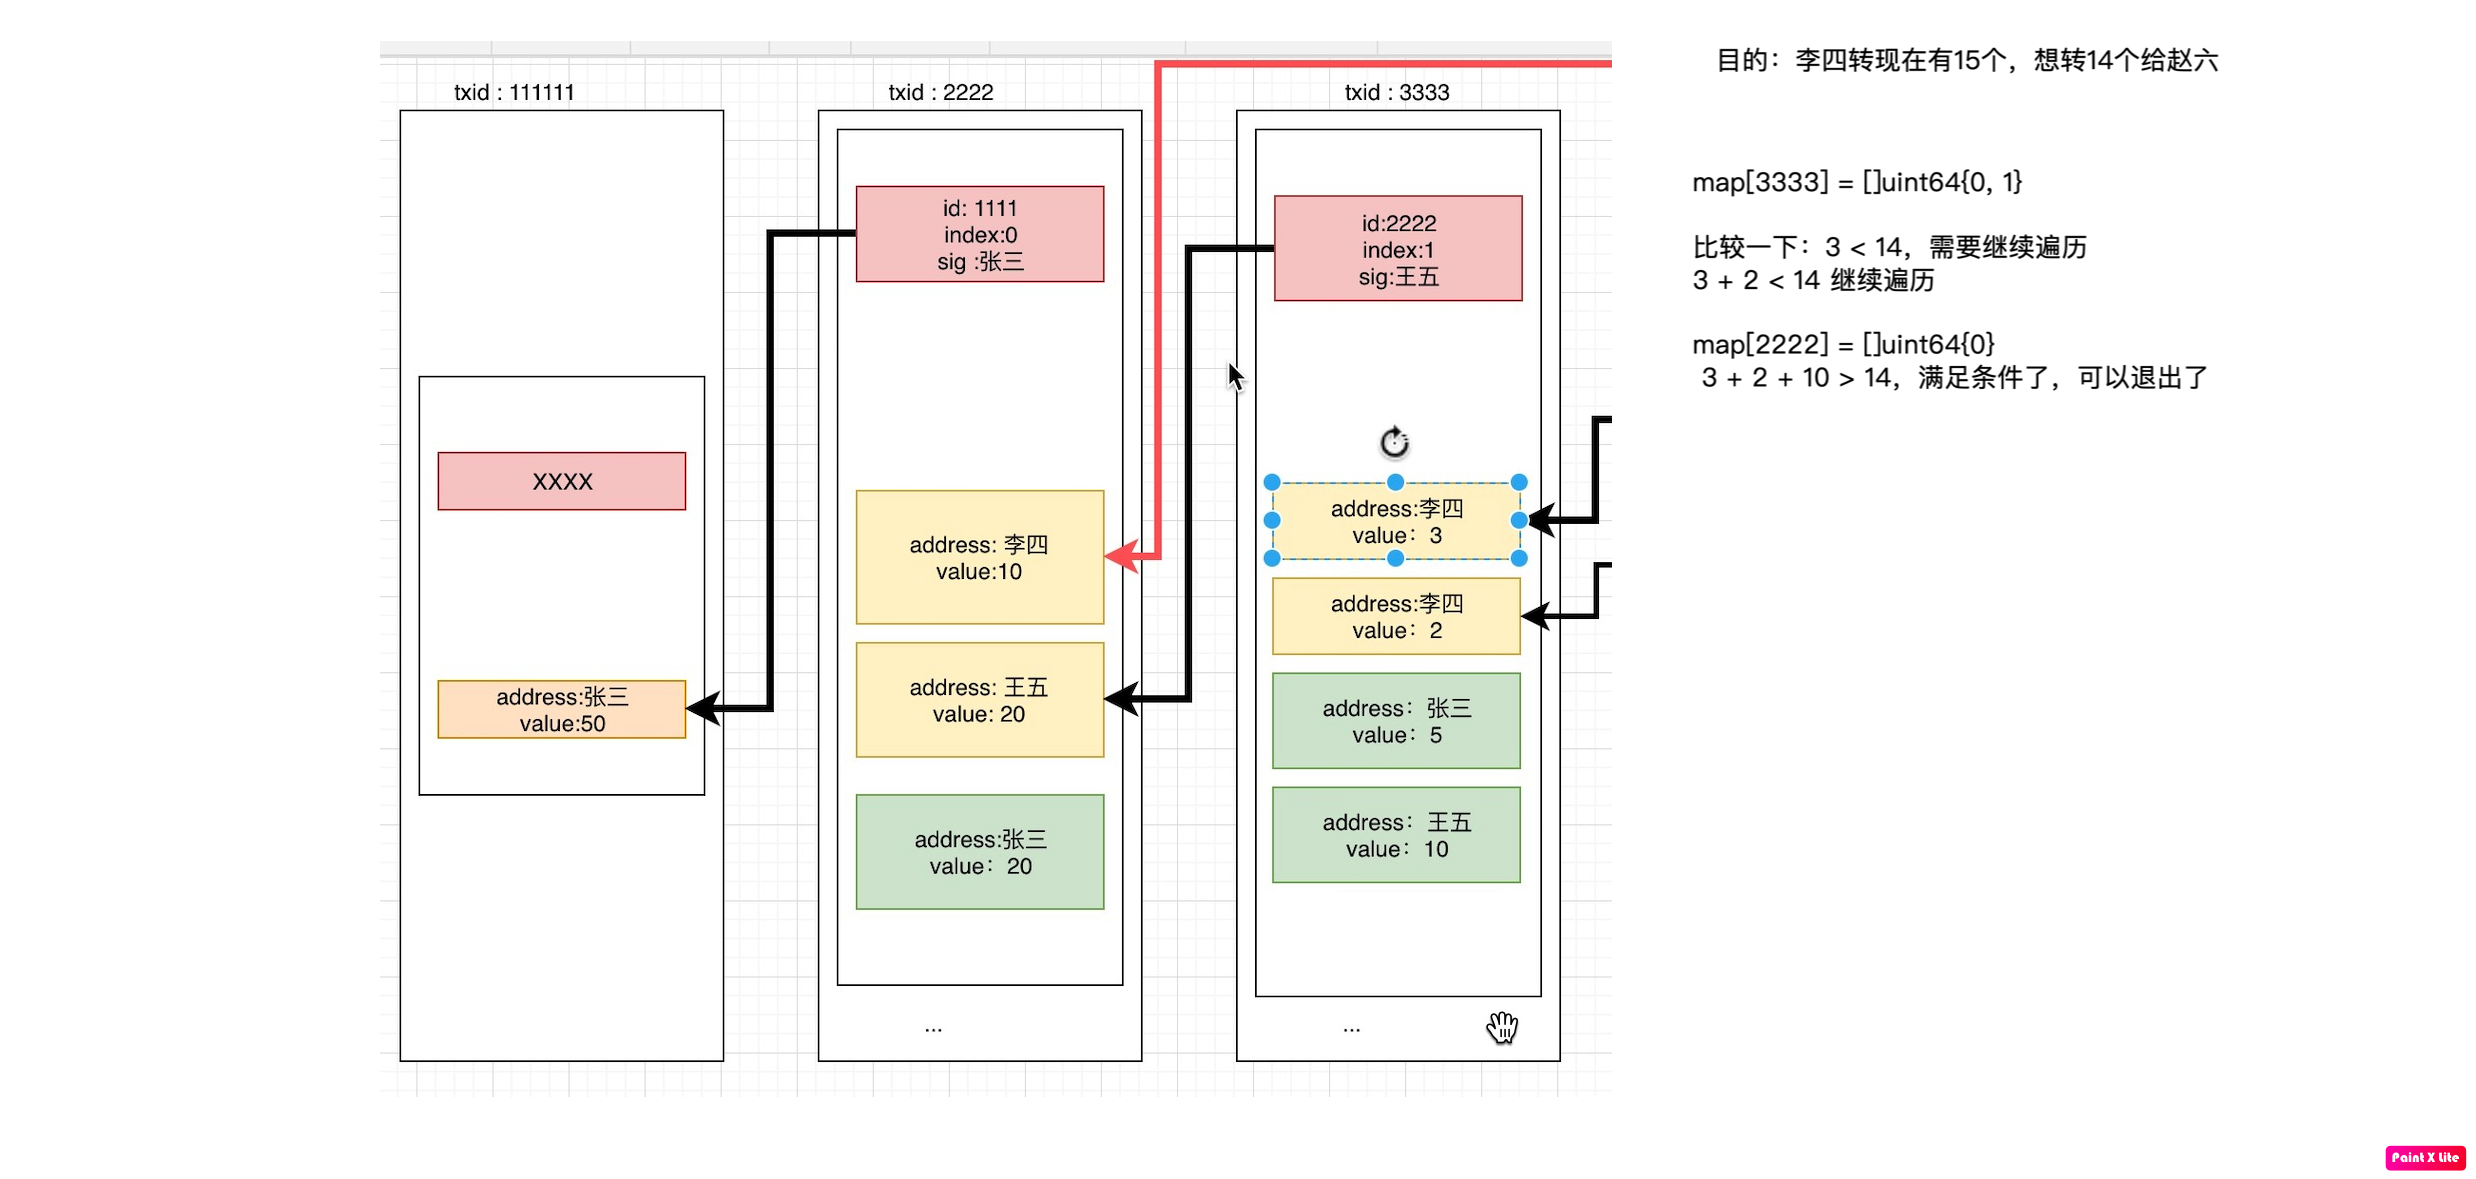 txid : 111111
XXXX
address:张三
value:50
txid : 2222
id: 1111
index:0
sig :张三
address: 李四
value:10
address: 王五
value: 20
address:张三
value：20
...
txid : 3333
id:2222
index:1
sig:王五
address:李四
value：3
address:李四
value：2
address：张三
value：5
address：王五
value：10
...
目的：李四转现在有15个，想转14个给赵六
map[3333] = []uint64{0, 1}
比较一下：3 < 14，需要继续遍历
3 + 2 < 14 继续遍历
map[2222] = []uint64{0}
3 + 2 + 10 > 14，满足条件了，可以退出了
Paint X Lite